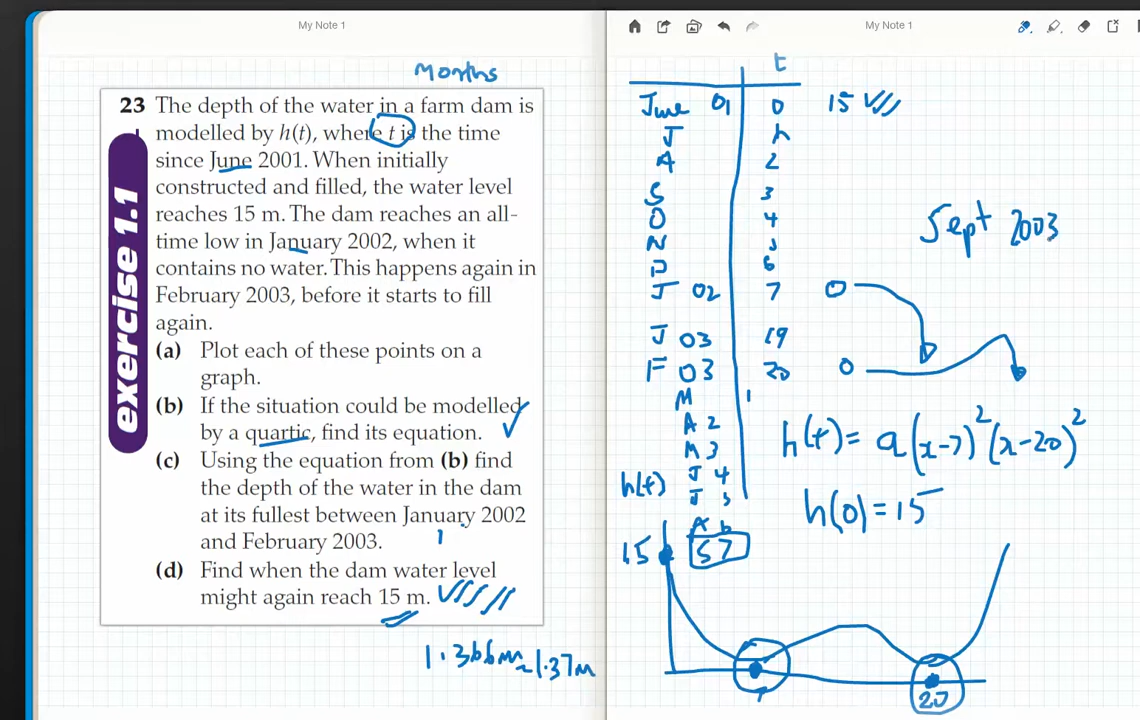 My Note 1
My Note 1
Months
23 The depth of the water in a farm dam is
modelled by h(t), where t is the time
since June 2001. When initially
constructed and filled, the water level
reaches 15 m. The dam reaches an all-
time low in January 2002, when it
contains no water. This happens again in
February 2003, before it starts to fill
again.
(a) Plot each of these points on a
graph.
(b) If the situation could be modelled
by a quartic, find its equation.
(c) Using the equation from (b) find
the depth of the water in the dam
at its fullest between January 2002
and February 2003.
(d) Find when the dam water level
might again reach 15 m.
exercise 1.1
1.366m ≈ 1.37m
t
June 01 0 15
J
A 2
S 3
O 4
N
D 6
J 02 7 0
J 03 19
F 03 20 0
M 1
A 2
M 3
J 4
J 5
A 6
S 7
Sept 2003
h(t) = a(x-7)²(x-20)²
h(0) = 15
h(t)
15
7
20